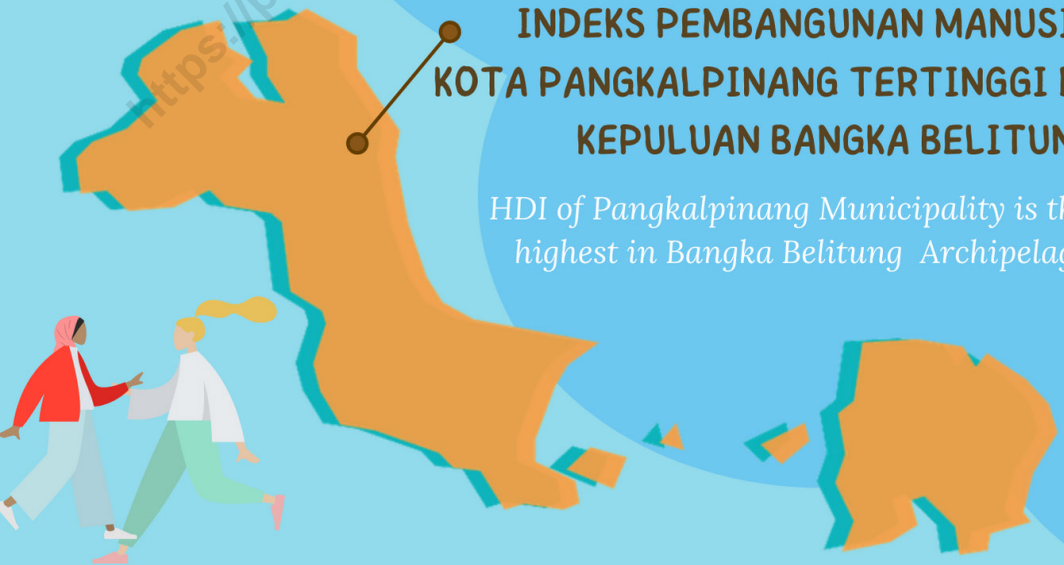 INDEKS PEMBANGUNAN MANUSI
KOTA PANGKALPINANG TERTINGGI
KEPULUAN BANGKA BELITUN
HDI of Pangkalpinang Municipality is th
highest in Bangka Belitung Archipelag
https://p